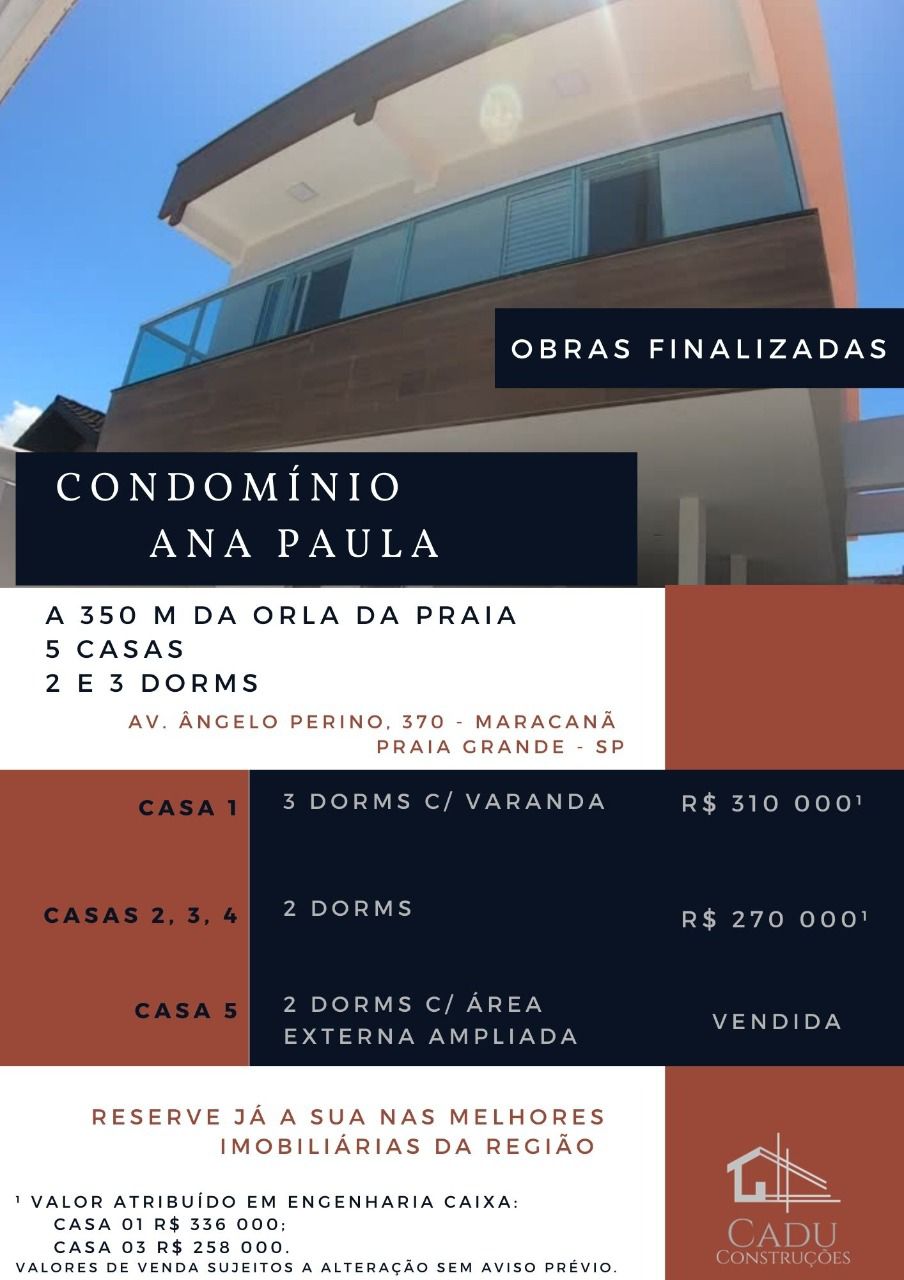 OBRAS FINALIZADAS
CONDOMÍNIO
ANA PAULA
A 350 M DA ORLA DA PRAIA
5 CASAS
2 E 3 DORMS
AV. ÂNGELO PERINO, 370 - MARACANÃ
PRAIA GRANDE - SP
CASA 1 3 DORMS C/ VARANDA R$ 310 000¹
CASAS 2, 3, 4 2 DORMS R$ 270 000¹
CASA 5 2 DORMS C/ ÁREA
EXTERNA AMPLIADA VENDIDA
RESERVE JÁ A SUA NAS MELHORES
IMOBILIÁRIAS DA REGIÃO
¹ VALOR ATRIBUÍDO EM ENGENHARIA CAIXA:
CASA 01 R$ 336 000;
CASA 03 R$ 258 000.
VALORES DE VENDA SUJEITOS A ALTERAÇÃO SEM AVISO PRÉVIO.
CADU
CONSTRUÇÕES